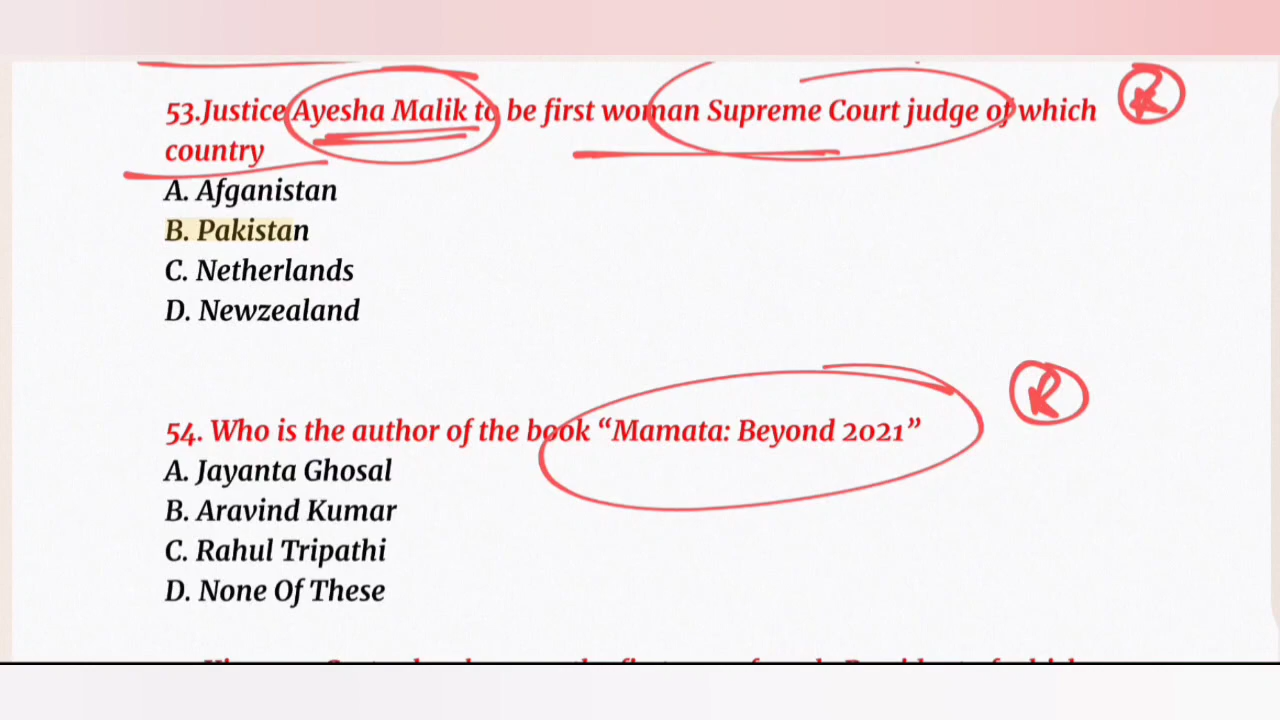 53.Justice Ayesha Malik to be first woman Supreme Court judge of which
R
country
A. Afganistan
B. Pakistan
C. Netherlands
D. Newzealand
R
54. Who is the author of the book “Mamata: Beyond 2021”
A. Jayanta Ghosal
B. Aravind Kumar
C. Rahul Tripathi
D. None Of These